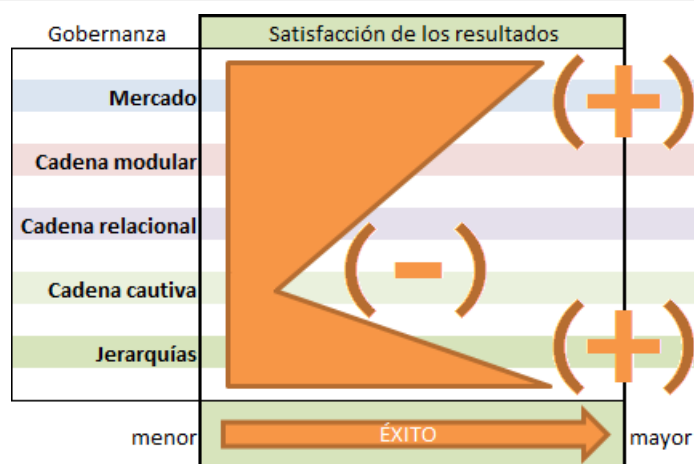 Gobernanza Satisfacción de los resultados
Mercado
Cadena modular
Cadena relacional
Cadena cautiva
Jerarquías
menor ÉXITO mayor